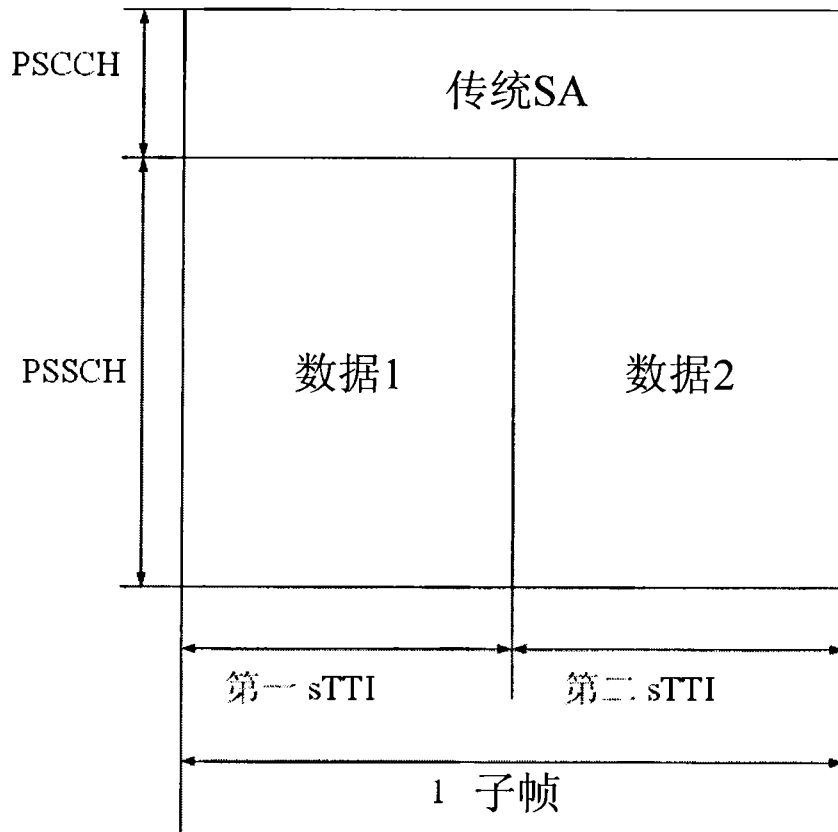 PSCCH
传统SA
PSSCH
数据1
数据2
第一 sTTI
第二 sTTI
1 子帧